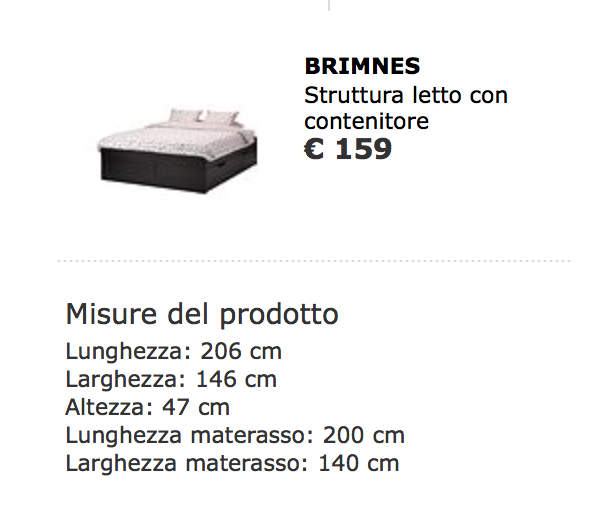 BRIMNES
Struttura letto con
contenitore
€ 159
Misure del prodotto
Lunghezza: 206 cm
Larghezza: 146 cm
Altezza: 47 cm
Lunghezza materasso: 200 cm
Larghezza materasso: 140 cm